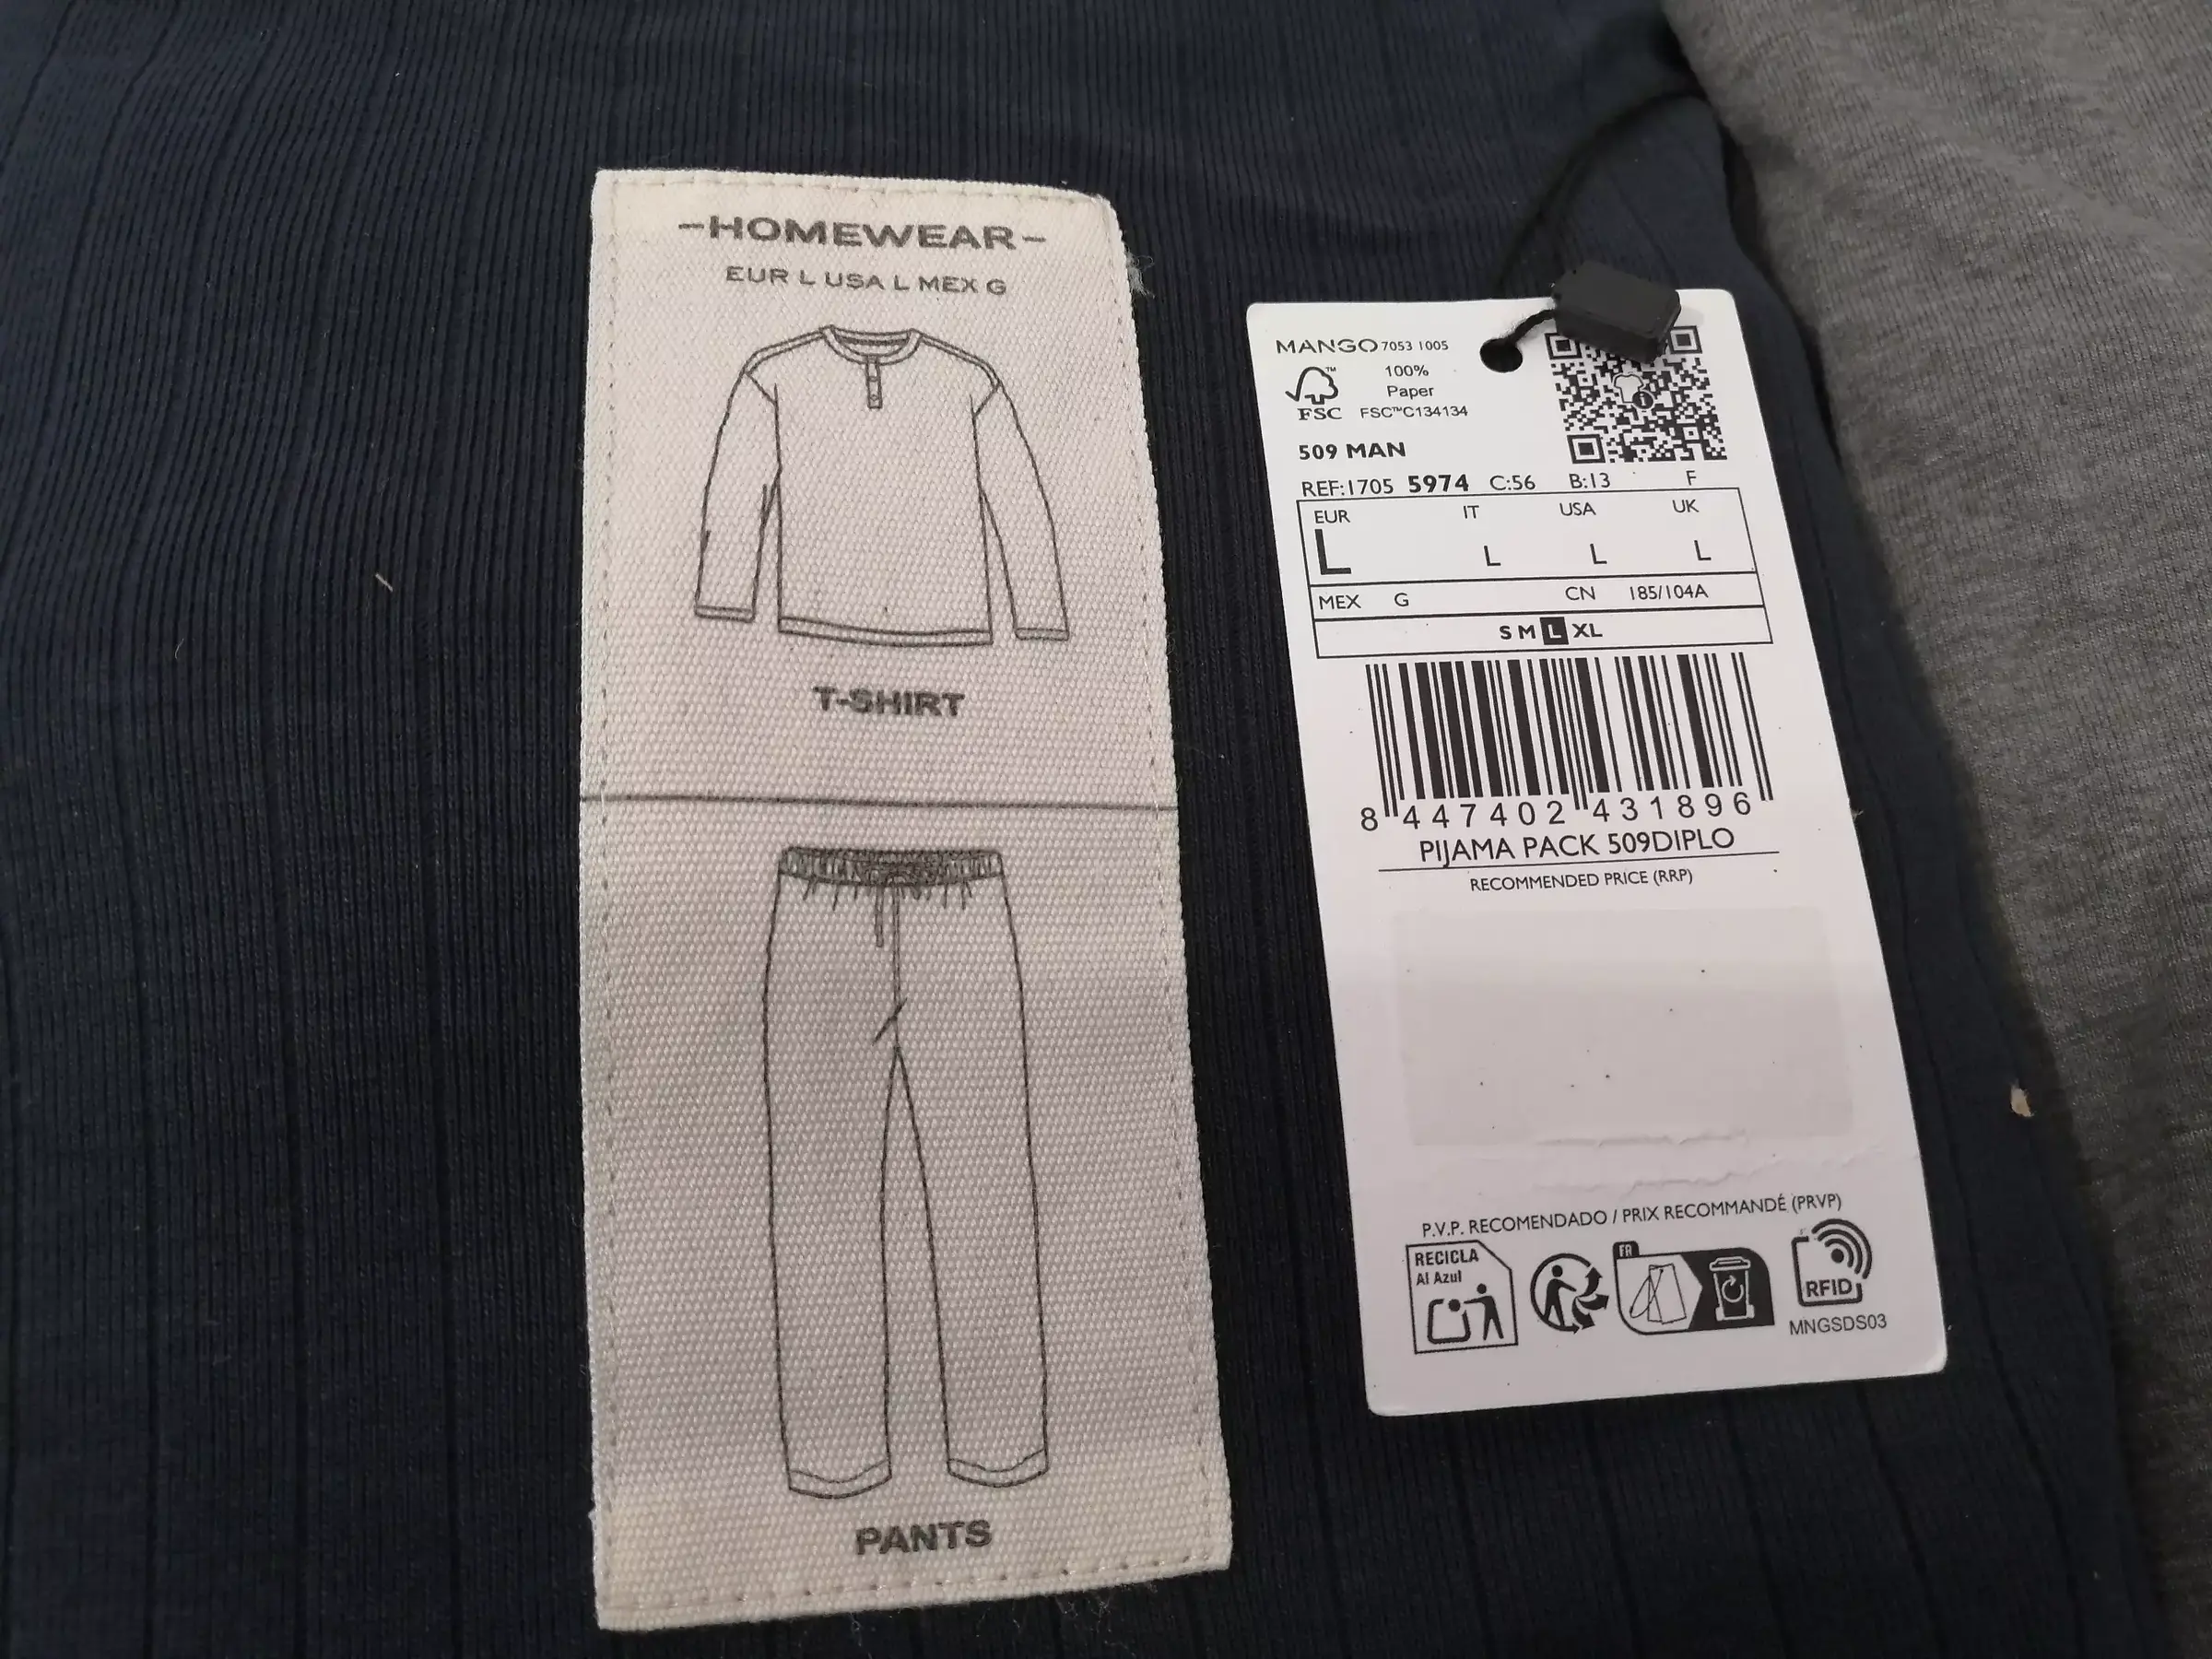 -HOMEWEAR-
EUR L USA L MEX G
T-SHIRT
PANTS
MANGO 7053 1005
100%
Paper
FSC™
FSC™C134134
509 MAN
REF:1705 5974 C:56 B:13 F
EUR IT USA UK
L L L L
MEX G CN 185/104A
S M L XL
8 447402 431896
PIJAMA PACK 509DIPLO
RECOMMENDED PRICE (RRP)
P.V.P. RECOMENDADO / PRIX RECOMMANDÉ (PRVP)
RECICLA
Al Azul
FR
RFID
MNGSDS03